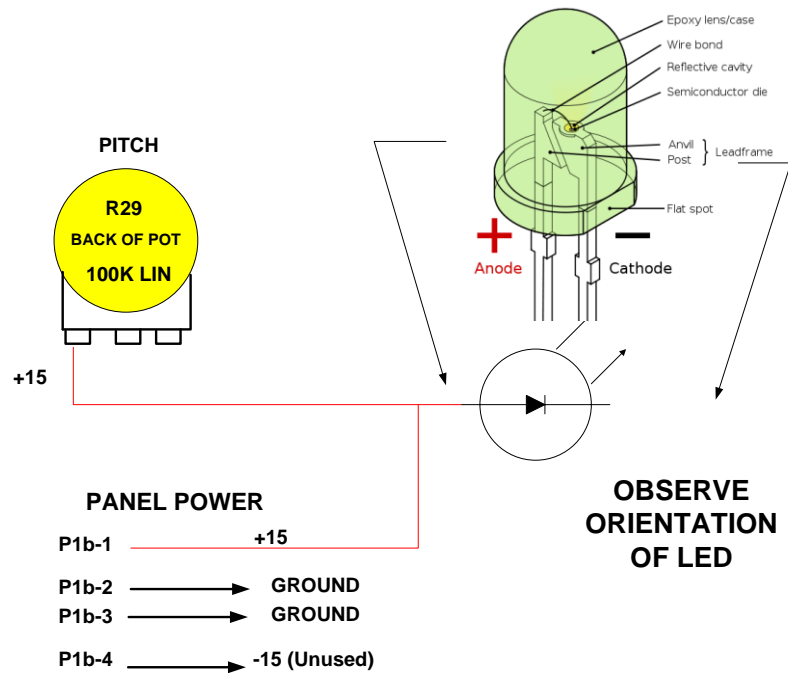 Epoxy lens/case
Wire bond
Reflective cavity
Semiconductor die
Anvil
Post
Leadframe
Flat spot
+
−
Anode
Cathode
PITCH
R29
BACK OF POT
100K LIN
+15
PANEL POWER
P1b-1
+15
P1b-2
GROUND
P1b-3
GROUND
P1b-4
-15 (Unused)
OBSERVE
ORIENTATION
OF LED